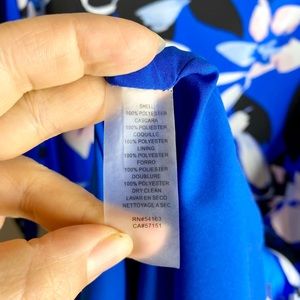 SHELL
100% POLYESTER
CASCARA
100% POLIESTER
COQUILLE
100% POLYESTER
LINING
100% POLYESTER
FORRO
100% POLIESTER
DOUBLURE
100% POLYESTER
DRY CLEAN
LAVAR EN SECO
NETTOYAGE A SEC
RN#54163
CA#57151